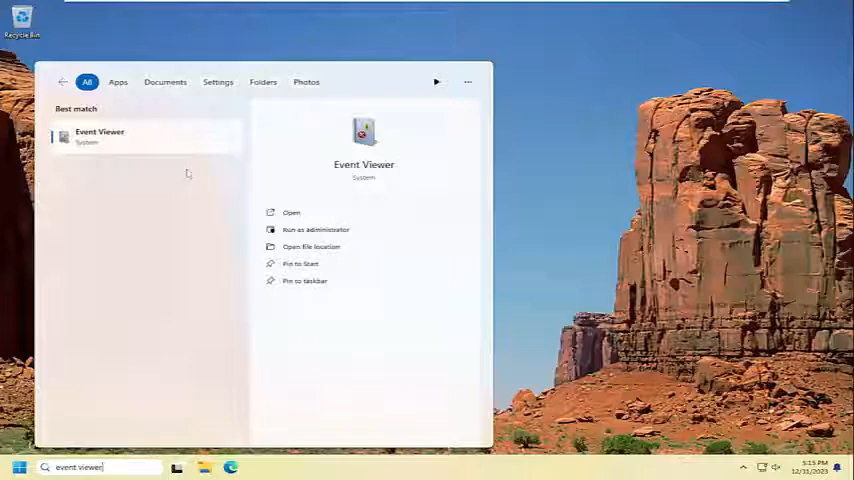 Recycle Bin
All Apps Documents Settings Folders Photos
Best match
Event Viewer
System
Event Viewer
System
Open
Run as administrator
Open file location
Pin to Start
Pin to taskbar
event viewer
5:15 PM
12/31/2023